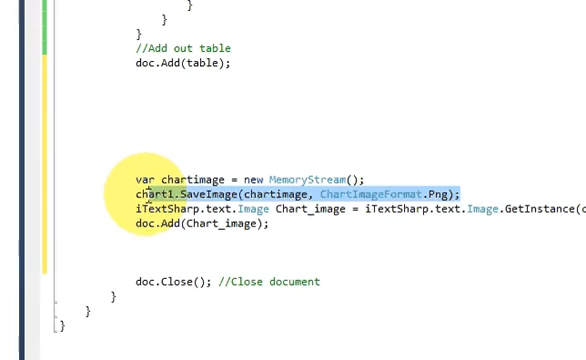 }
}
}
//Add out table
doc.Add(table);
var chartimage = new MemoryStream();
chart1.SaveImage(chartimage, ChartImageFormat.Png);
iTextSharp.text.Image Chart_image = iTextSharp.text.Image.GetInstance(
doc.Add(Chart_image);
doc.Close(); //Close document
}
}
}